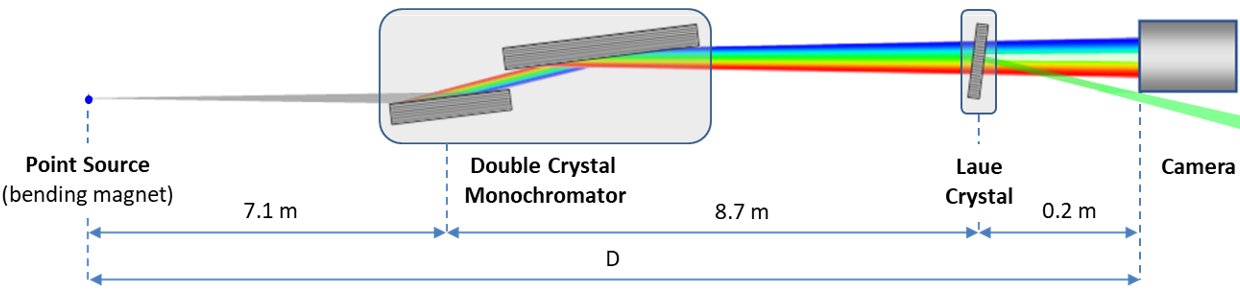 Point Source
(bending magnet)
Double Crystal
Monochromator
Laue
Crystal
Camera
7.1 m
8.7 m
0.2 m
D